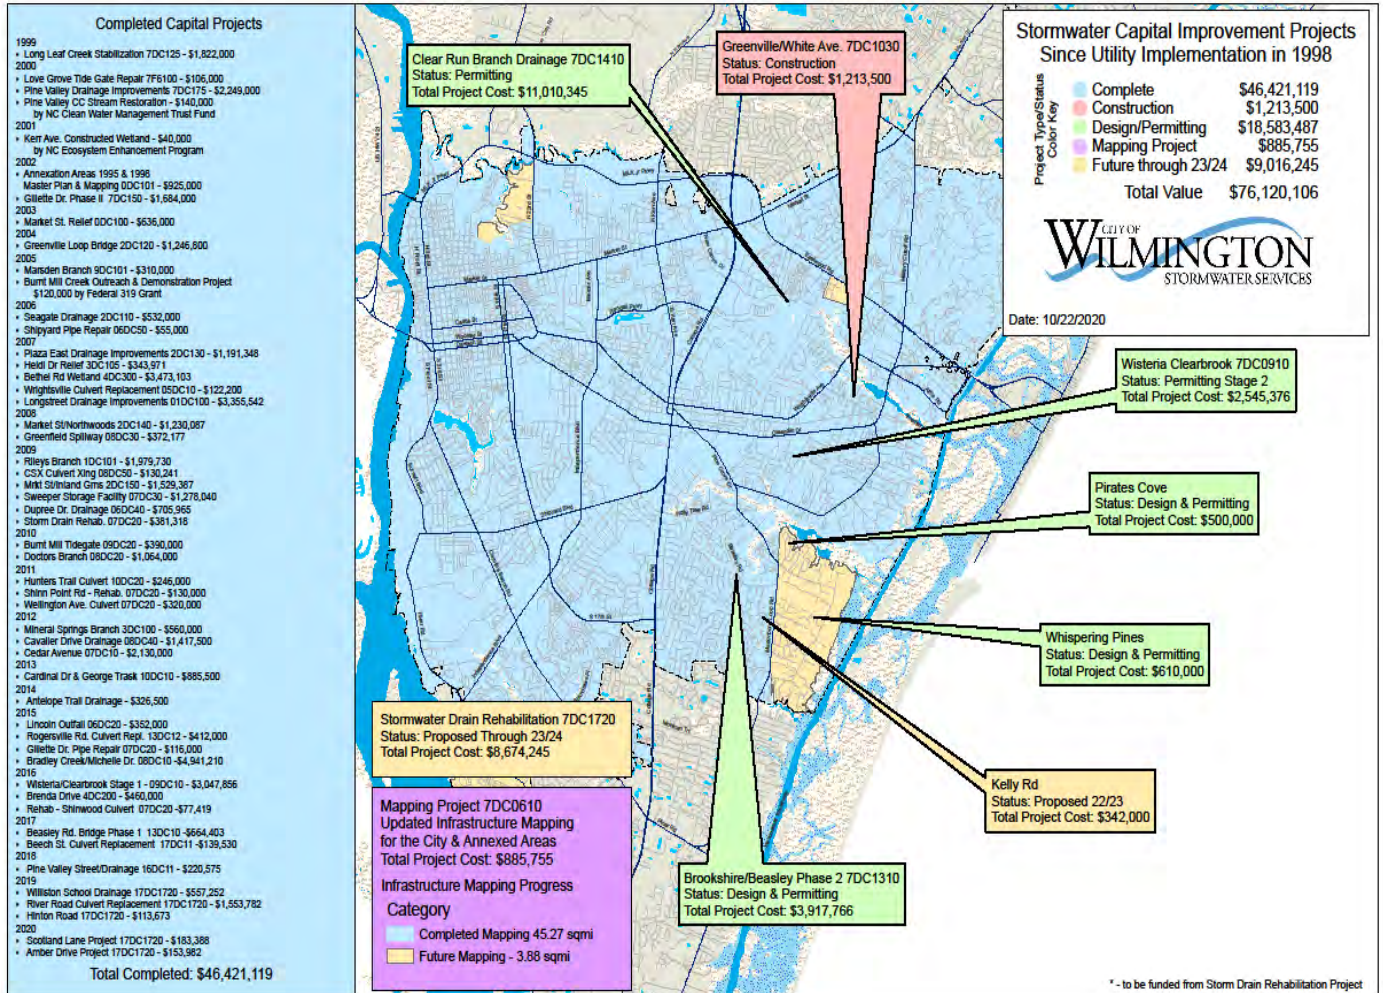 Completed Capital Projects
1999
• Long Leaf Creek Stabilization 7DC125 - $1,822,000
2000
• Love Grove Tide Gate Repair 7F6100 - $106,000
• Pine Valley Drainage Improvements 7DC175 - $2,249,000
• Pine Valley CC Stream Restoration - $140,000
by NC Clean Water Management Trust Fund
2001
• Kerr Ave. Constructed Wetland - $40,000
by NC Ecosystem Enhancement Program
2002
• Annexation Areas 1995 & 1998
Master Plan & Mapping 0DC101 - $925,000
• Gillette Dr. Phase II 7DC150 - $1,684,000
2003
• Market St. Relief 0DC100 - $636,000
2004
• Greenville Loop Bridge 2DC120 - $1,246,800
2005
• Marsden Branch 9DC101 - $310,000
• Burnt Mill Creek Outreach & Demonstration Project
$120,000 by Federal 319 Grant
2006
• Seagate Drainage 2DC110 - $532,000
• Shipyard Pipe Repair 06DC50 - $55,000
2007
• Plaza East Drainage Improvements 2DC130 - $1,191,348
• Heidi Dr Relief 3DC105 - $343,971
• Bethel Rd Wetland 4DC300 - $3,473,103
• Wrightsville Culvert Replacement 05DC10 - $122,200
• Longstreet Drainage Improvements 01DC100 - $3,355,542
2008
• Market St/Northwoods 2DC140 - $1,230,087
• Greenfield Spillway 08DC30 - $372,177
2009
• Rileys Branch 1DC101 - $1,979,730
• CSX Culvert Xing 08DC50 - $130,241
• Mrkt St/Inland Grns 2DC150 - $1,529,387
• Sweeper Storage Facility 07DC30 - $1,278,040
• Dupree Dr. Drainage 06DC40 - $705,965
• Storm Drain Rehab. 07DC20 - $381,318
2010
• Burnt Mill Tidegate 09DC20 - $390,000
• Doctors Branch 08DC20 - $1,064,000
2011
• Hunters Trail Culvert 10DC20 - $246,000
• Shinn Point Rd - Rehab. 07DC20 - $130,000
• Wellington Ave. Culvert 07DC20 - $320,000
2012
• Mineral Springs Branch 3DC100 - $560,000
• Cavalier Drive Drainage 08DC40 - $1,417,500
• Cedar Avenue 07DC10 - $2,130,000
2013
• Cardinal Dr & George Trask 10DC10 - $885,500
2014
• Antelope Trail Drainage - $326,500
2015
• Lincoln Outfall 06DC20 - $352,000
• Rogersville Rd. Culvert Repl. 13DC12 - $412,000
• Gillette Dr. Pipe Repair 07DC20 - $116,000
• Bradley Creek/Michelle Dr. 08DC10 -$4,941,210
2016
• Wisteria/Clearbrook Stage 1 - 09DC10 - $3,047,856
• Brenda Drive 4DC200 - $460,000
• Rehab - Shinwood Culvert 07DC20 -$77,419
2017
• Beasley Rd. Bridge Phase 1 13DC10 -$664,403
• Beech St. Culvert Replacement 17DC11 -$139,530
2018
• Pine Valley Street/Drainage 16DC11 - $220,575
2019
• Williston School Drainage 17DC1720 - $557,252
• River Road Culvert Replacement 17DC1720 - $1,553,782
• Hinton Road 17DC1720 - $113,673
2020
• Scotland Lane Project 17DC1720 - $183,388
• Amber Drive Project 17DC1720 - $153,982
Total Completed: $46,421,119
Clear Run Branch Drainage 7DC1410
Status: Permitting
Total Project Cost: $11,010,345
Greenville/White Ave. 7DC1030
Status: Construction
Total Project Cost: $1,213,500
Stormwater Capital Improvement Projects
Since Utility Implementation in 1998
Project Type/Status
Color Key
Complete $46,421,119
Construction $1,213,500
Design/Permitting $18,583,487
Mapping Project $885,755
Future through 23/24 $9,016,245
Total Value $76,120,106
CITY OF
WILMINGTON
STORMWATER SERVICES
Date: 10/22/2020
Wisteria Clearbrook 7DC0910
Status: Permitting Stage 2
Total Project Cost: $2,545,376
Pirates Cove
Status: Design & Permitting
Total Project Cost: $500,000
Whispering Pines
Status: Design & Permitting
Total Project Cost: $610,000
Kelly Rd
Status: Proposed 22/23
Total Project Cost: $342,000
Stormwater Drain Rehabilitation 7DC1720
Status: Proposed Through 23/24
Total Project Cost: $8,674,245
Mapping Project 7DC0610
Updated Infrastructure Mapping
for the City & Annexed Areas
Total Project Cost: $885,755
Infrastructure Mapping Progress
Category
Completed Mapping 45.27 sqmi
Future Mapping - 3.88 sqmi
Brookshire/Beasley Phase 2 7DC1310
Status: Design & Permitting
Total Project Cost: $3,917,766
* - to be funded from Storm Drain Rehabilitation Project